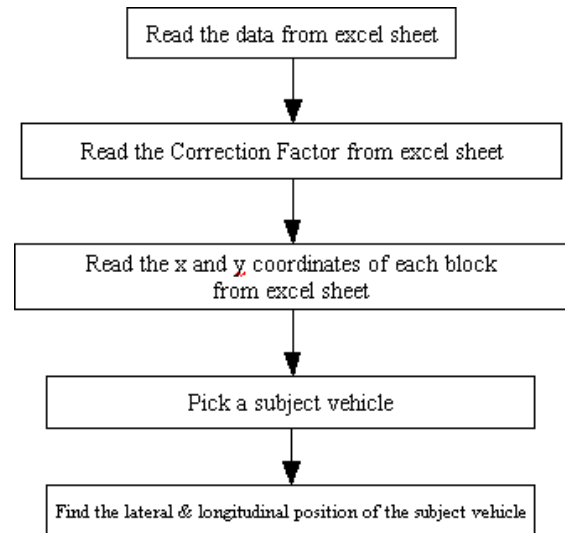 Read the data from excel sheet
Read the Correction Factor from excel sheet
Read the x and y coordinates of each block
from excel sheet
Pick a subject vehicle
Find the lateral & longitudinal position of the subject vehicle